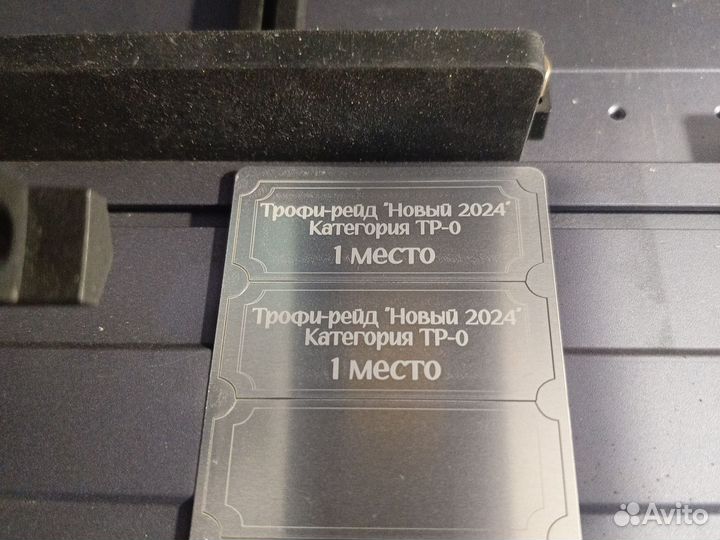 Трофи-рейд "Новый 2024"
Категория ТР-0
1 место
Трофи-рейд "Новый 2024"
Категория ТР-0
1 место
Avito